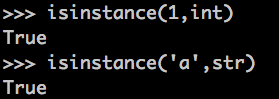 >>> isinstance(1,int)
True
>>> isinstance('a',str)
True